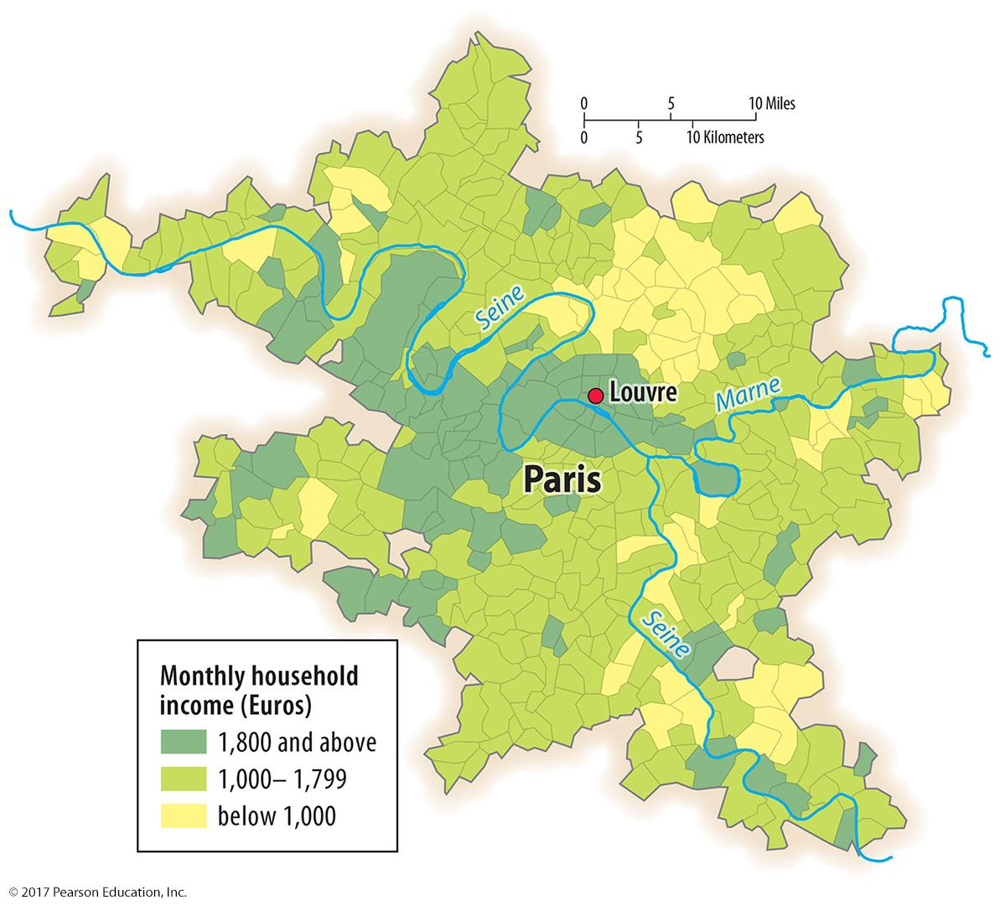 0 5 10 Miles
0 5 10 Kilometers
Seine
Louvre
Marne
Paris
Seine
Monthly household
income (Euros)
1,800 and above
1,000– 1,799
below 1,000
© 2017 Pearson Education, Inc.